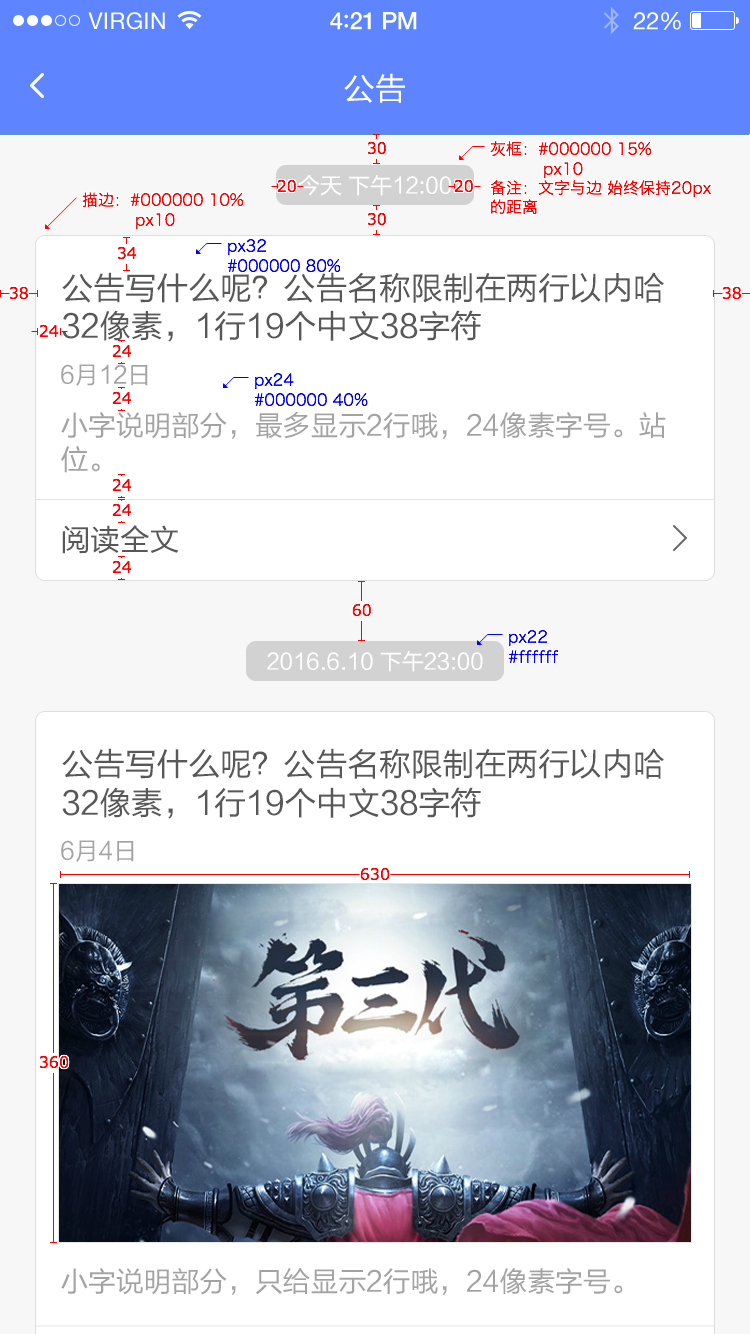 VIRGIN 4:21 PM 22%
公告
30
灰框：#000000 15%
px10
备注：文字与边 始终保持20px
的距离
20 今天 下午12:00 20
描边：#000000 10%
px10
30
34
px32
#000000 80%
38
38
公告写什么呢？公告名称限制在两行以内哈
24
32像素，1行19个中文38字符
24
6月12日
px24
#000000 40%
24
小字说明部分，最多显示2行哦，24像素字号。站
位。
24
24
阅读全文
24
60
px22
#ffffff
2016.6.10 下午23:00
公告写什么呢？公告名称限制在两行以内哈
32像素，1行19个中文38字符
6月4日
630
第三代
360
小字说明部分，只给显示2行哦，24像素字号。